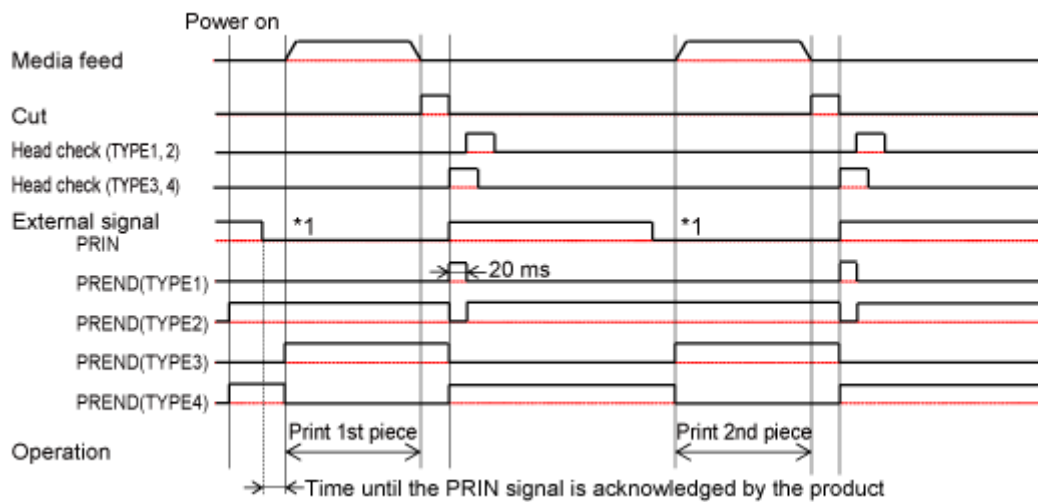 Power on
Media feed
Cut
Head check (TYPE1, 2)
Head check (TYPE3, 4)
External signal
PRIN
*1
*1
PREND(TYPE1)
20 ms
PREND(TYPE2)
PREND(TYPE3)
PREND(TYPE4)
Print 1st piece
Print 2nd piece
Operation
Time until the PRIN signal is acknowledged by the product